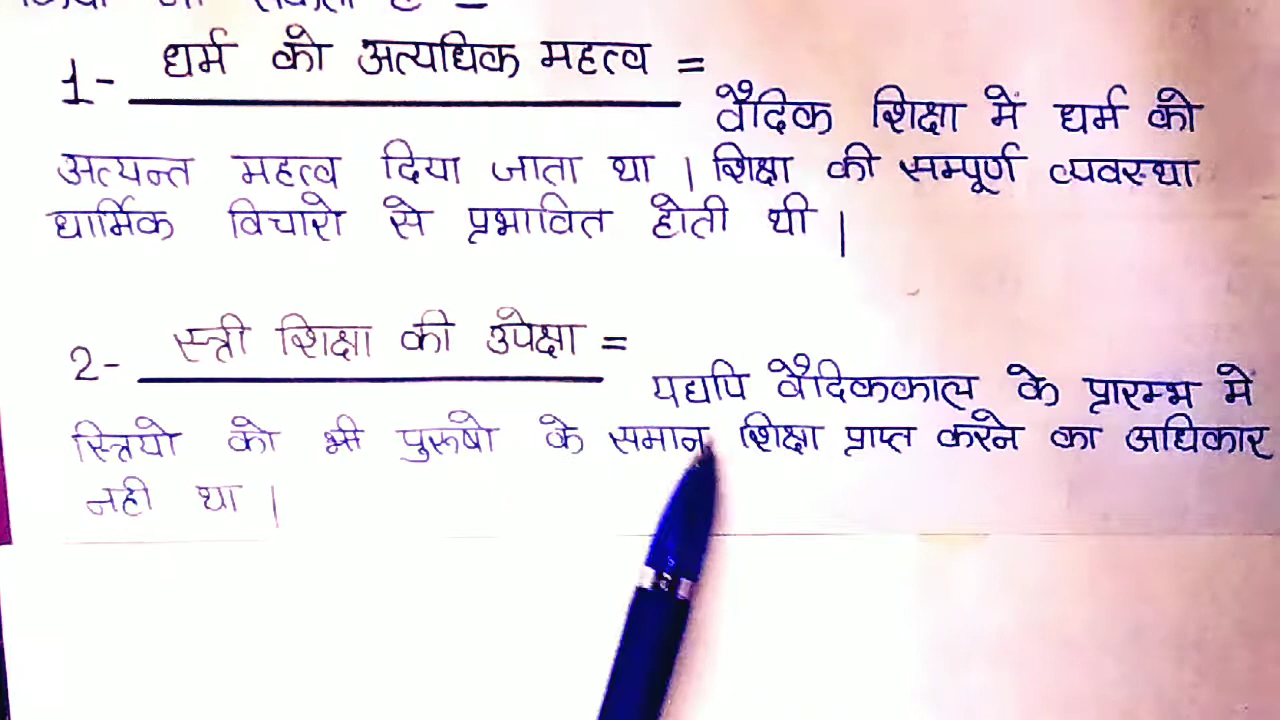 1- धर्म को अत्यधिक महत्व =
वैदिक शिक्षा में धर्म को
अत्यन्त महत्व दिया जाता था | शिक्षा की सम्पूर्ण व्यवस्था
धार्मिक विचारो से प्रभावित होती थी |
2- स्त्री शिक्षा की उपेक्षा =
यद्यपि वैदिककाल के प्रारम्भ में
स्त्रियो को भी पुरूषो के समान शिक्षा प्राप्त करने का अधिकार
नही था |